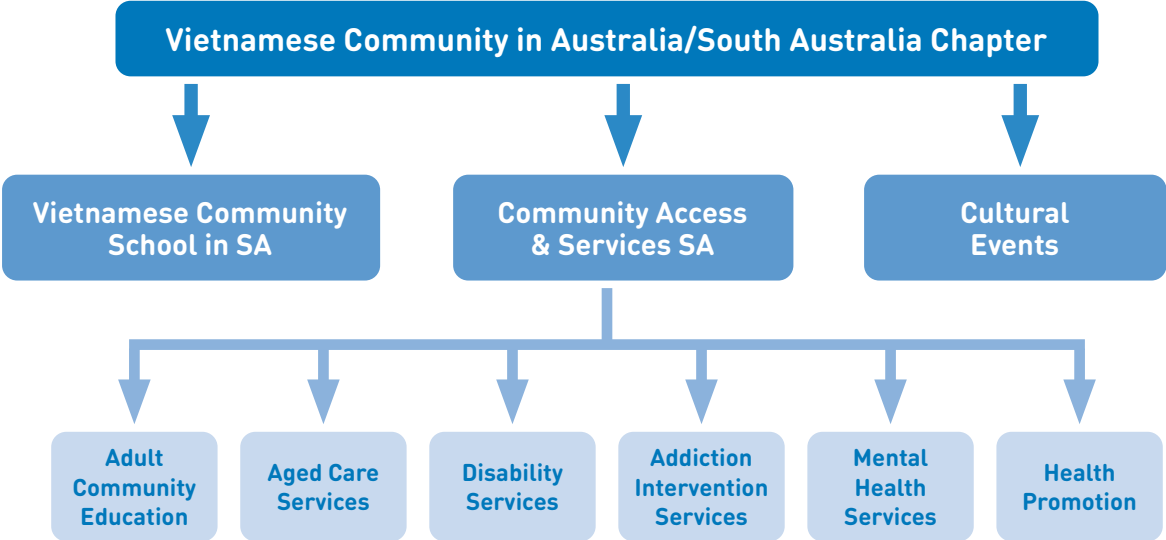 Vietnamese Community in Australia/South Australia Chapter
Vietnamese Community
School in SA
Community Access
& Services SA
Cultural
Events
Adult
Community
Education
Aged Care
Services
Disability
Services
Addiction
Intervention
Services
Mental
Health
Services
Health
Promotion